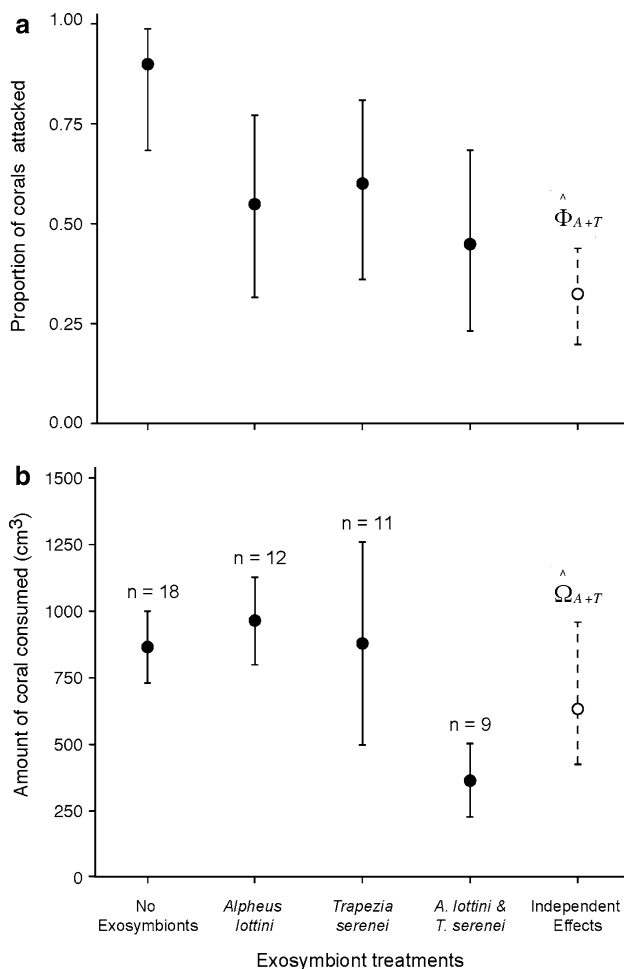 a
Proportion of corals attacked
1.00
0.75
0.50
0.25
0.00
Φ̂A+T
b
Amount of coral consumed (cm³)
1500
1250
1000
750
500
250
0
n = 18
n = 12
n = 11
n = 9
Ω̂A+T
No
Exosymbionts
Alpheus
lottini
Trapezia
serenei
A. lottini &
T. serenei
Independent
Effects
Exosymbiont treatments